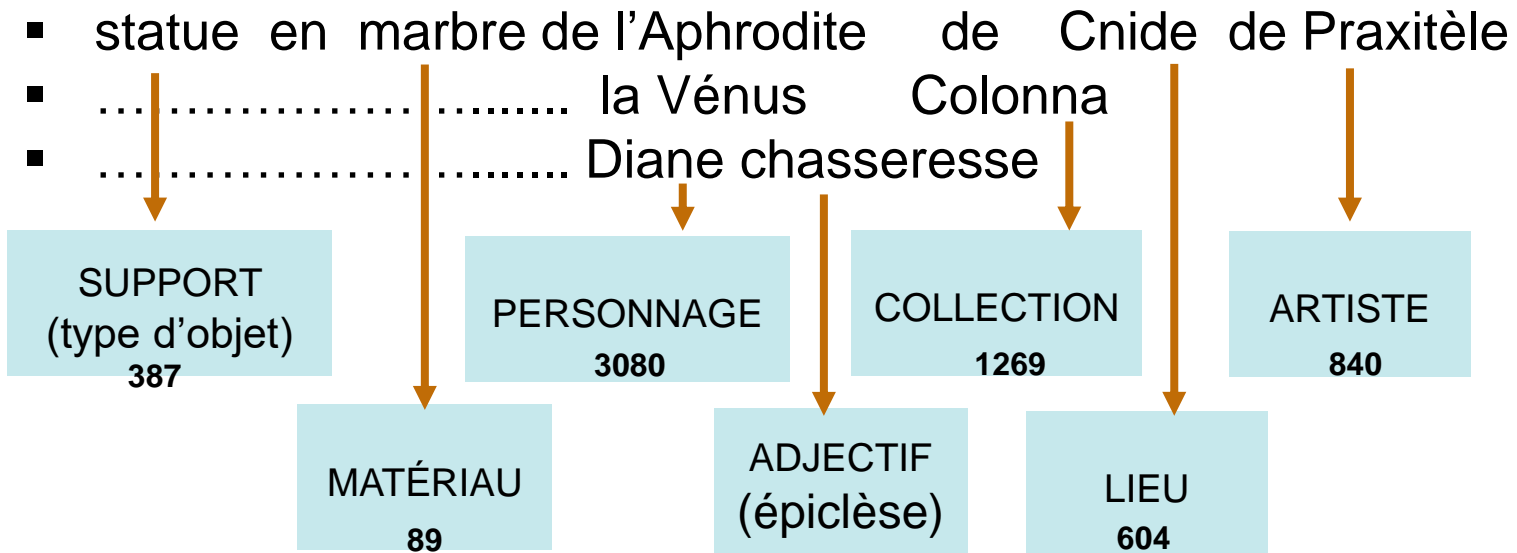 ▪ statue en marbre de l’Aphrodite de Cnide de Praxitèle
▪ …………………….......... la Vénus Colonna
▪ …………………….......... Diane chasseresse
SUPPORT
(type d’objet)
387
PERSONNAGE
3080
COLLECTION
1269
ARTISTE
840
MATÉRIAU
89
ADJECTIF
(épiclèse)
LIEU
604